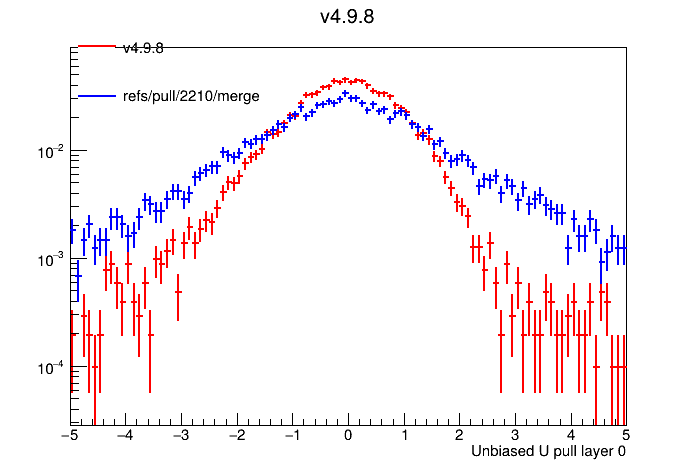 v4.9.8
v4.9.8
refs/pull/2210/merge
10−2
10−3
10−4
−5 −4 −3 −2 −1 0 1 2 3 4 5
Unbiased U pull layer 0